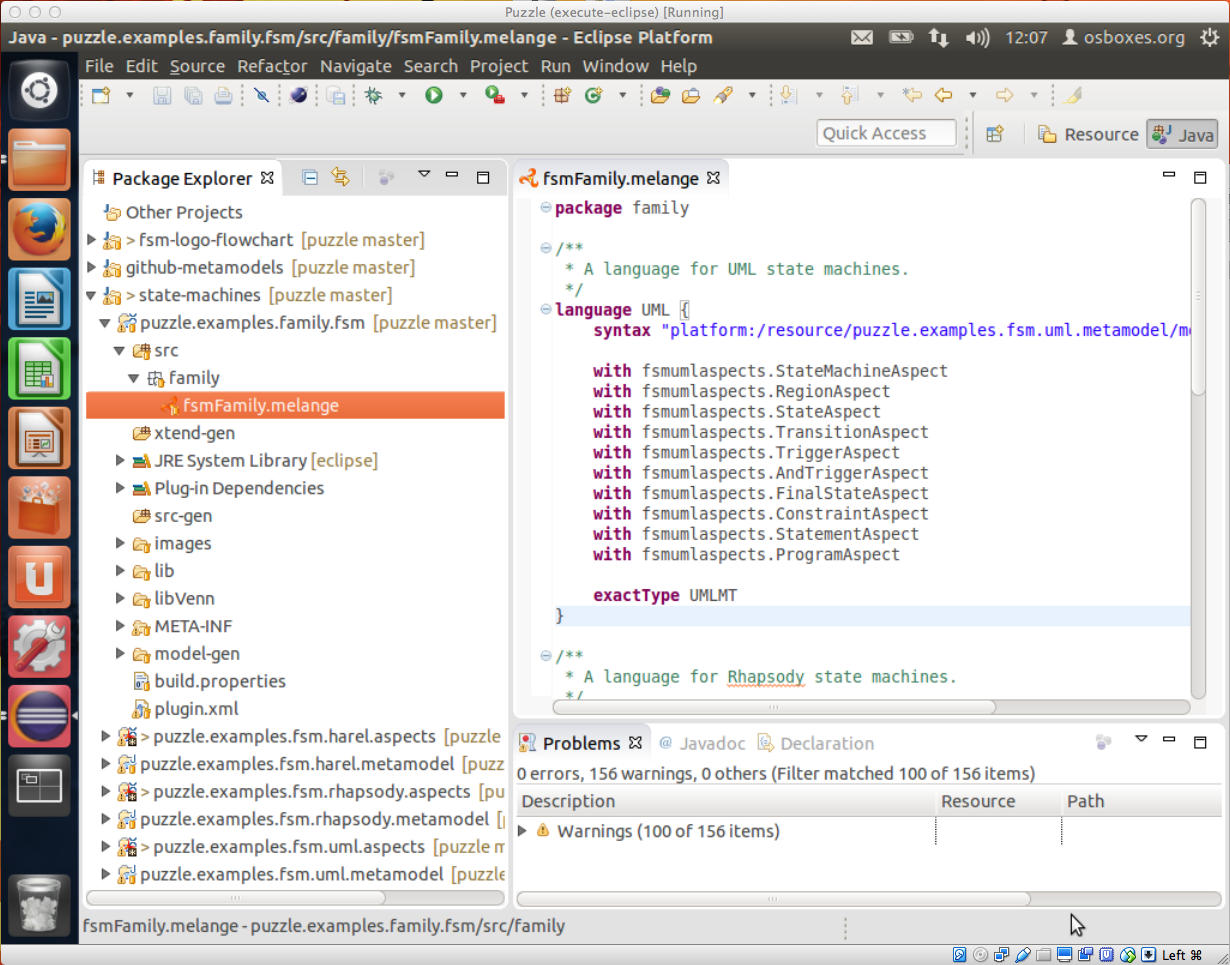 Puzzle (execute-eclipse) [Running]
Java - puzzle.examples.family.fsm/src/family/fsmFamily.melange - Eclipse Platform
12:07 osboxes.org
File Edit Source Refactor Navigate Search Project Run Window Help
Quick Access
Resource
Java
Package Explorer
Other Projects
> fsm-logo-flowchart [puzzle master]
github-metamodels [puzzle master]
> state-machines [puzzle master]
puzzle.examples.family.fsm [puzzle master]
src
family
fsmFamily.melange
xtend-gen
JRE System Library [eclipse]
Plug-in Dependencies
src-gen
images
lib
libVenn
META-INF
model-gen
build.properties
plugin.xml
> puzzle.examples.fsm.harel.aspects [puzzle
puzzle.examples.fsm.harel.metamodel [puzz
> puzzle.examples.fsm.rhapsody.aspects [pu
puzzle.examples.fsm.rhapsody.metamodel [
> puzzle.examples.fsm.uml.aspects [puzzle m
puzzle.examples.fsm.uml.metamodel [puzzle
fsmFamily.melange
package family
/**
* A language for UML state machines.
*/
language UML {
syntax "platform:/resource/puzzle.examples.fsm.uml.metamodel/m
with fsmumlaspects.StateMachineAspect
with fsmumlaspects.RegionAspect
with fsmumlaspects.StateAspect
with fsmumlaspects.TransitionAspect
with fsmumlaspects.TriggerAspect
with fsmumlaspects.AndTriggerAspect
with fsmumlaspects.FinalStateAspect
with fsmumlaspects.ConstraintAspect
with fsmumlaspects.StatementAspect
with fsmumlaspects.ProgramAspect
exactType UMLMT
}
/**
* A language for Rhapsody state machines.
*/
Problems
@ Javadoc
Declaration
0 errors, 156 warnings, 0 others (Filter matched 100 of 156 items)
Description Resource Path
Warnings (100 of 156 items)
fsmFamily.melange - puzzle.examples.family.fsm/src/family
Left ⌘